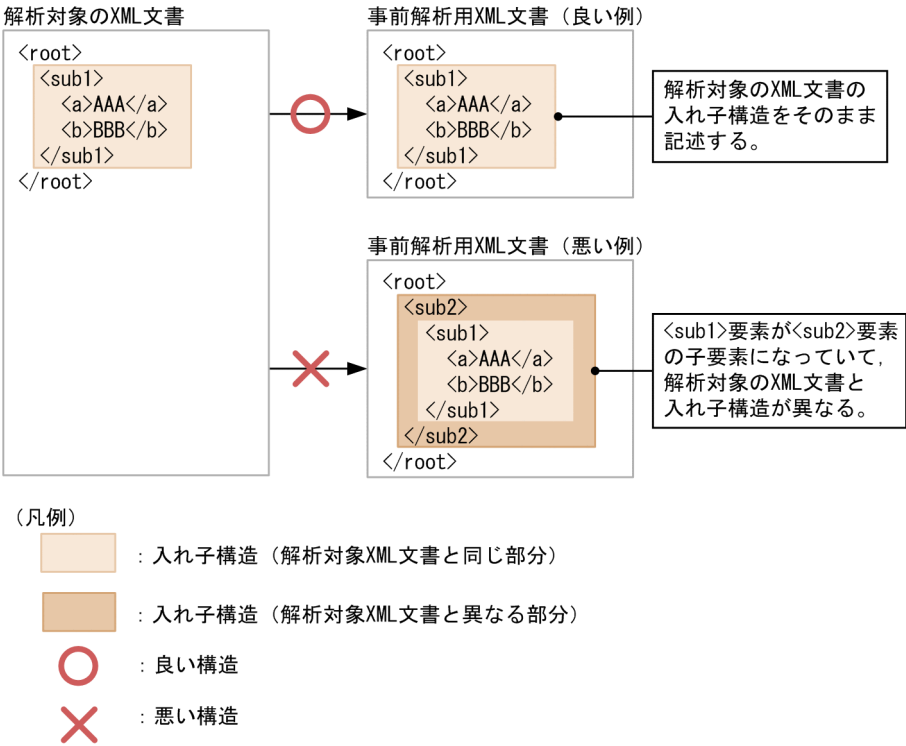 解析対象のXML文書
<root>
<sub1>
<a>AAA</a>
<b>BBB</b>
</sub1>
</root>
事前解析用XML文書（良い例）
<root>
<sub1>
<a>AAA</a>
<b>BBB</b>
</sub1>
</root>
解析対象のXML文書の
入れ子構造をそのまま
記述する。
事前解析用XML文書（悪い例）
<root>
<sub2>
<sub1>
<a>AAA</a>
<b>BBB</b>
</sub1>
</sub2>
</root>
<sub1>要素が<sub2>要素
の子要素になっていて，
解析対象のXML文書と
入れ子構造が異なる。
（凡例）
：入れ子構造（解析対象XML文書と同じ部分）
：入れ子構造（解析対象XML文書と異なる部分）
：良い構造
：悪い構造